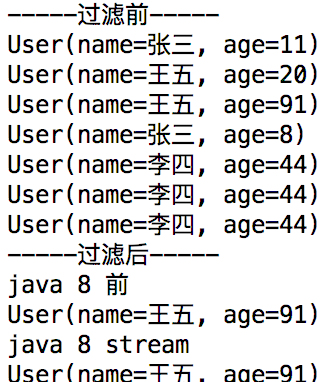 -----过滤前-----
User(name=张三, age=11)
User(name=王五, age=20)
User(name=王五, age=91)
User(name=张三, age=8)
User(name=李四, age=44)
User(name=李四, age=44)
User(name=李四, age=44)
-----过滤后-----
java 8 前
User(name=王五, age=91)
java 8 stream
User(name=王五, age=91)